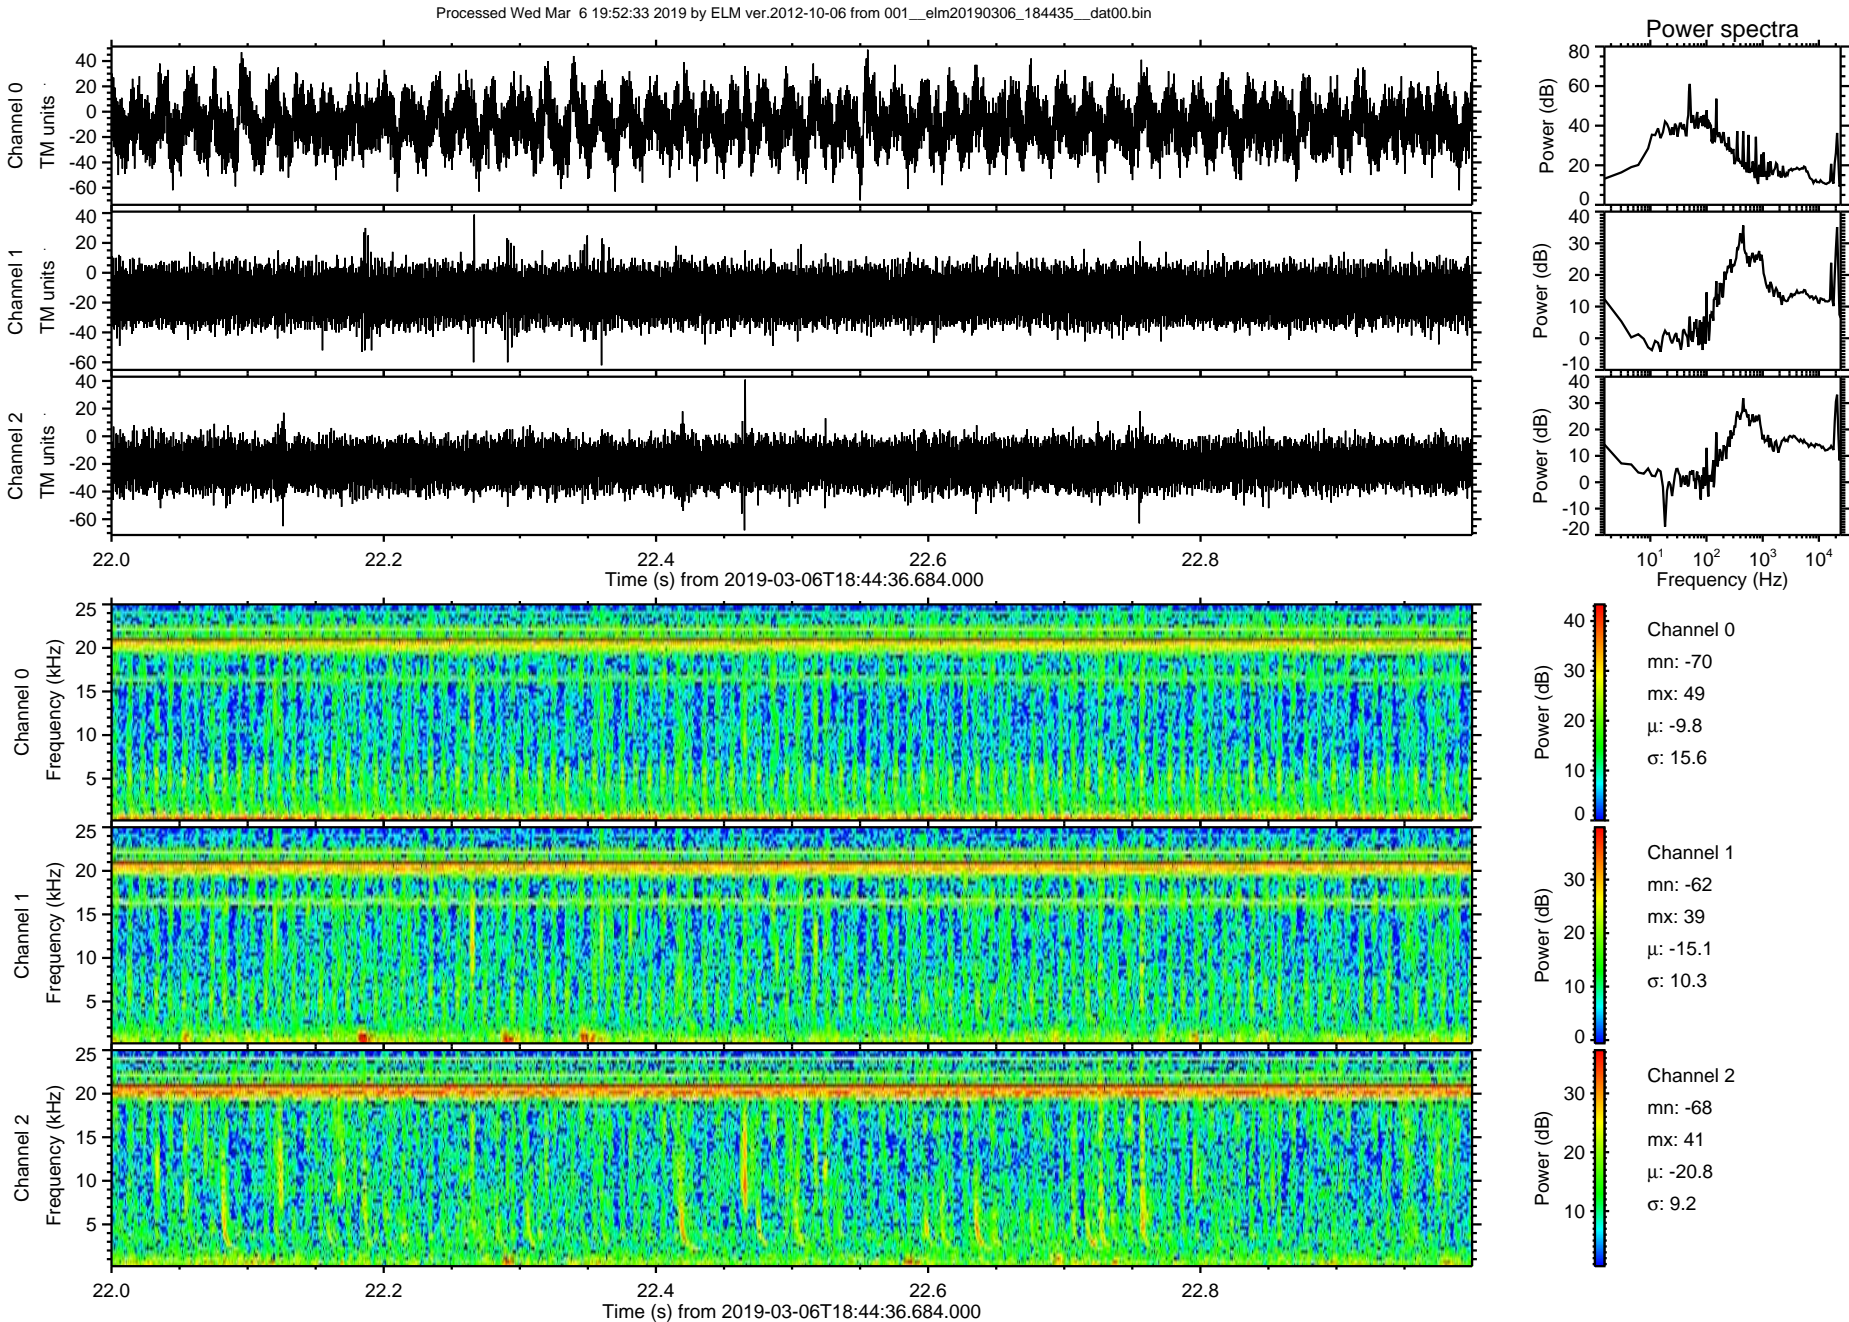 Processed Wed Mar 6 19:52:33 2019 by ELM ver.2012-10-06 from 001__elm20190306_184435__dat00.bin
Power spectra
Channel 0
TM units
40
20
0
-20
-40
-60
Power (dB)
80
60
40
20
0
Channel 1
TM units
40
20
0
-20
-40
-60
Power (dB)
40
30
20
10
0
-10
Channel 2
TM units
40
20
0
-20
-40
-60
Power (dB)
40
30
20
10
0
-10
-20
22.0 22.2 22.4 22.6 22.8
Time (s) from 2019-03-06T18:44:36.684.000
10^1 10^2 10^3 10^4
Frequency (Hz)
Channel 0
Frequency (kHz)
25
20
15
10
5
Power (dB)
40
30
20
10
0
Channel 0
mn: -70
mx: 49
μ: -9.8
σ: 15.6
Channel 1
Frequency (kHz)
25
20
15
10
5
Power (dB)
30
20
10
0
Channel 1
mn: -62
mx: 39
μ: -15.1
σ: 10.3
Channel 2
Frequency (kHz)
25
20
15
10
5
Power (dB)
30
20
10
Channel 2
mn: -68
mx: 41
μ: -20.8
σ: 9.2
22.0 22.2 22.4 22.6 22.8
Time (s) from 2019-03-06T18:44:36.684.000